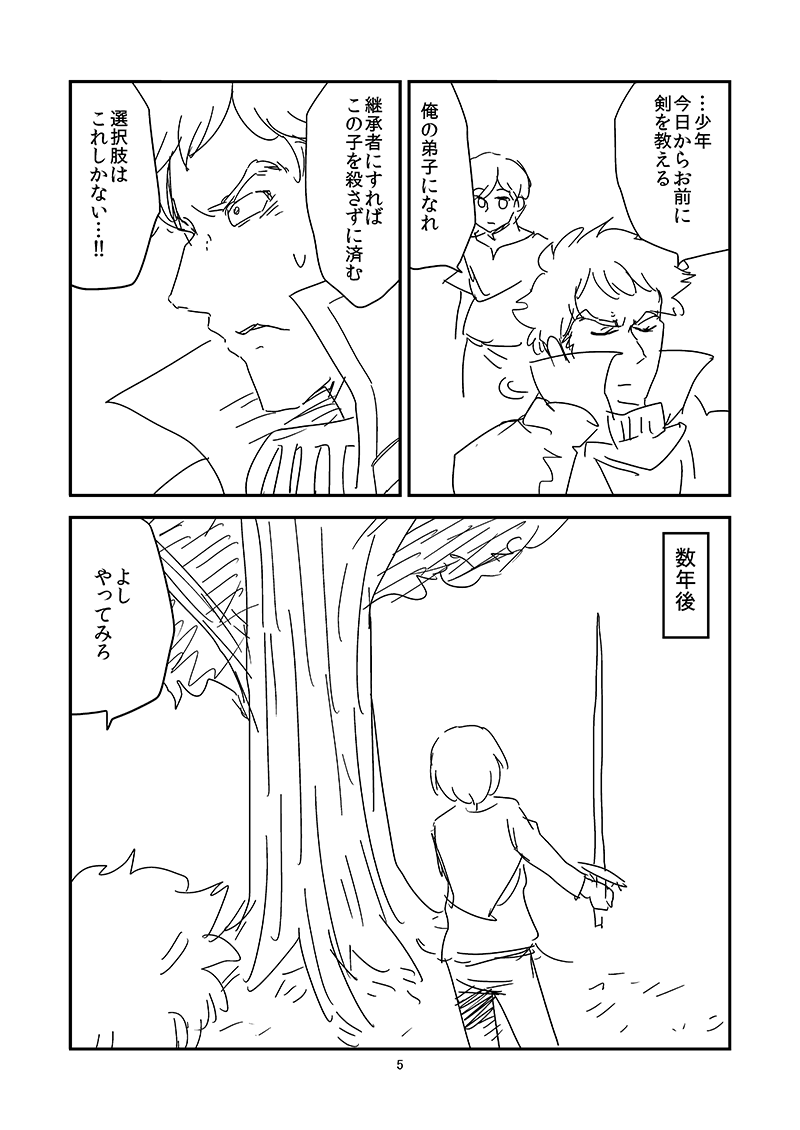 …少年
今日からお前に
剣を教える
俺の弟子になれ
継承者にすれば
この子を殺さずに済む
選択肢は
これしかない…!!
数年後
よし
やってみろ
5